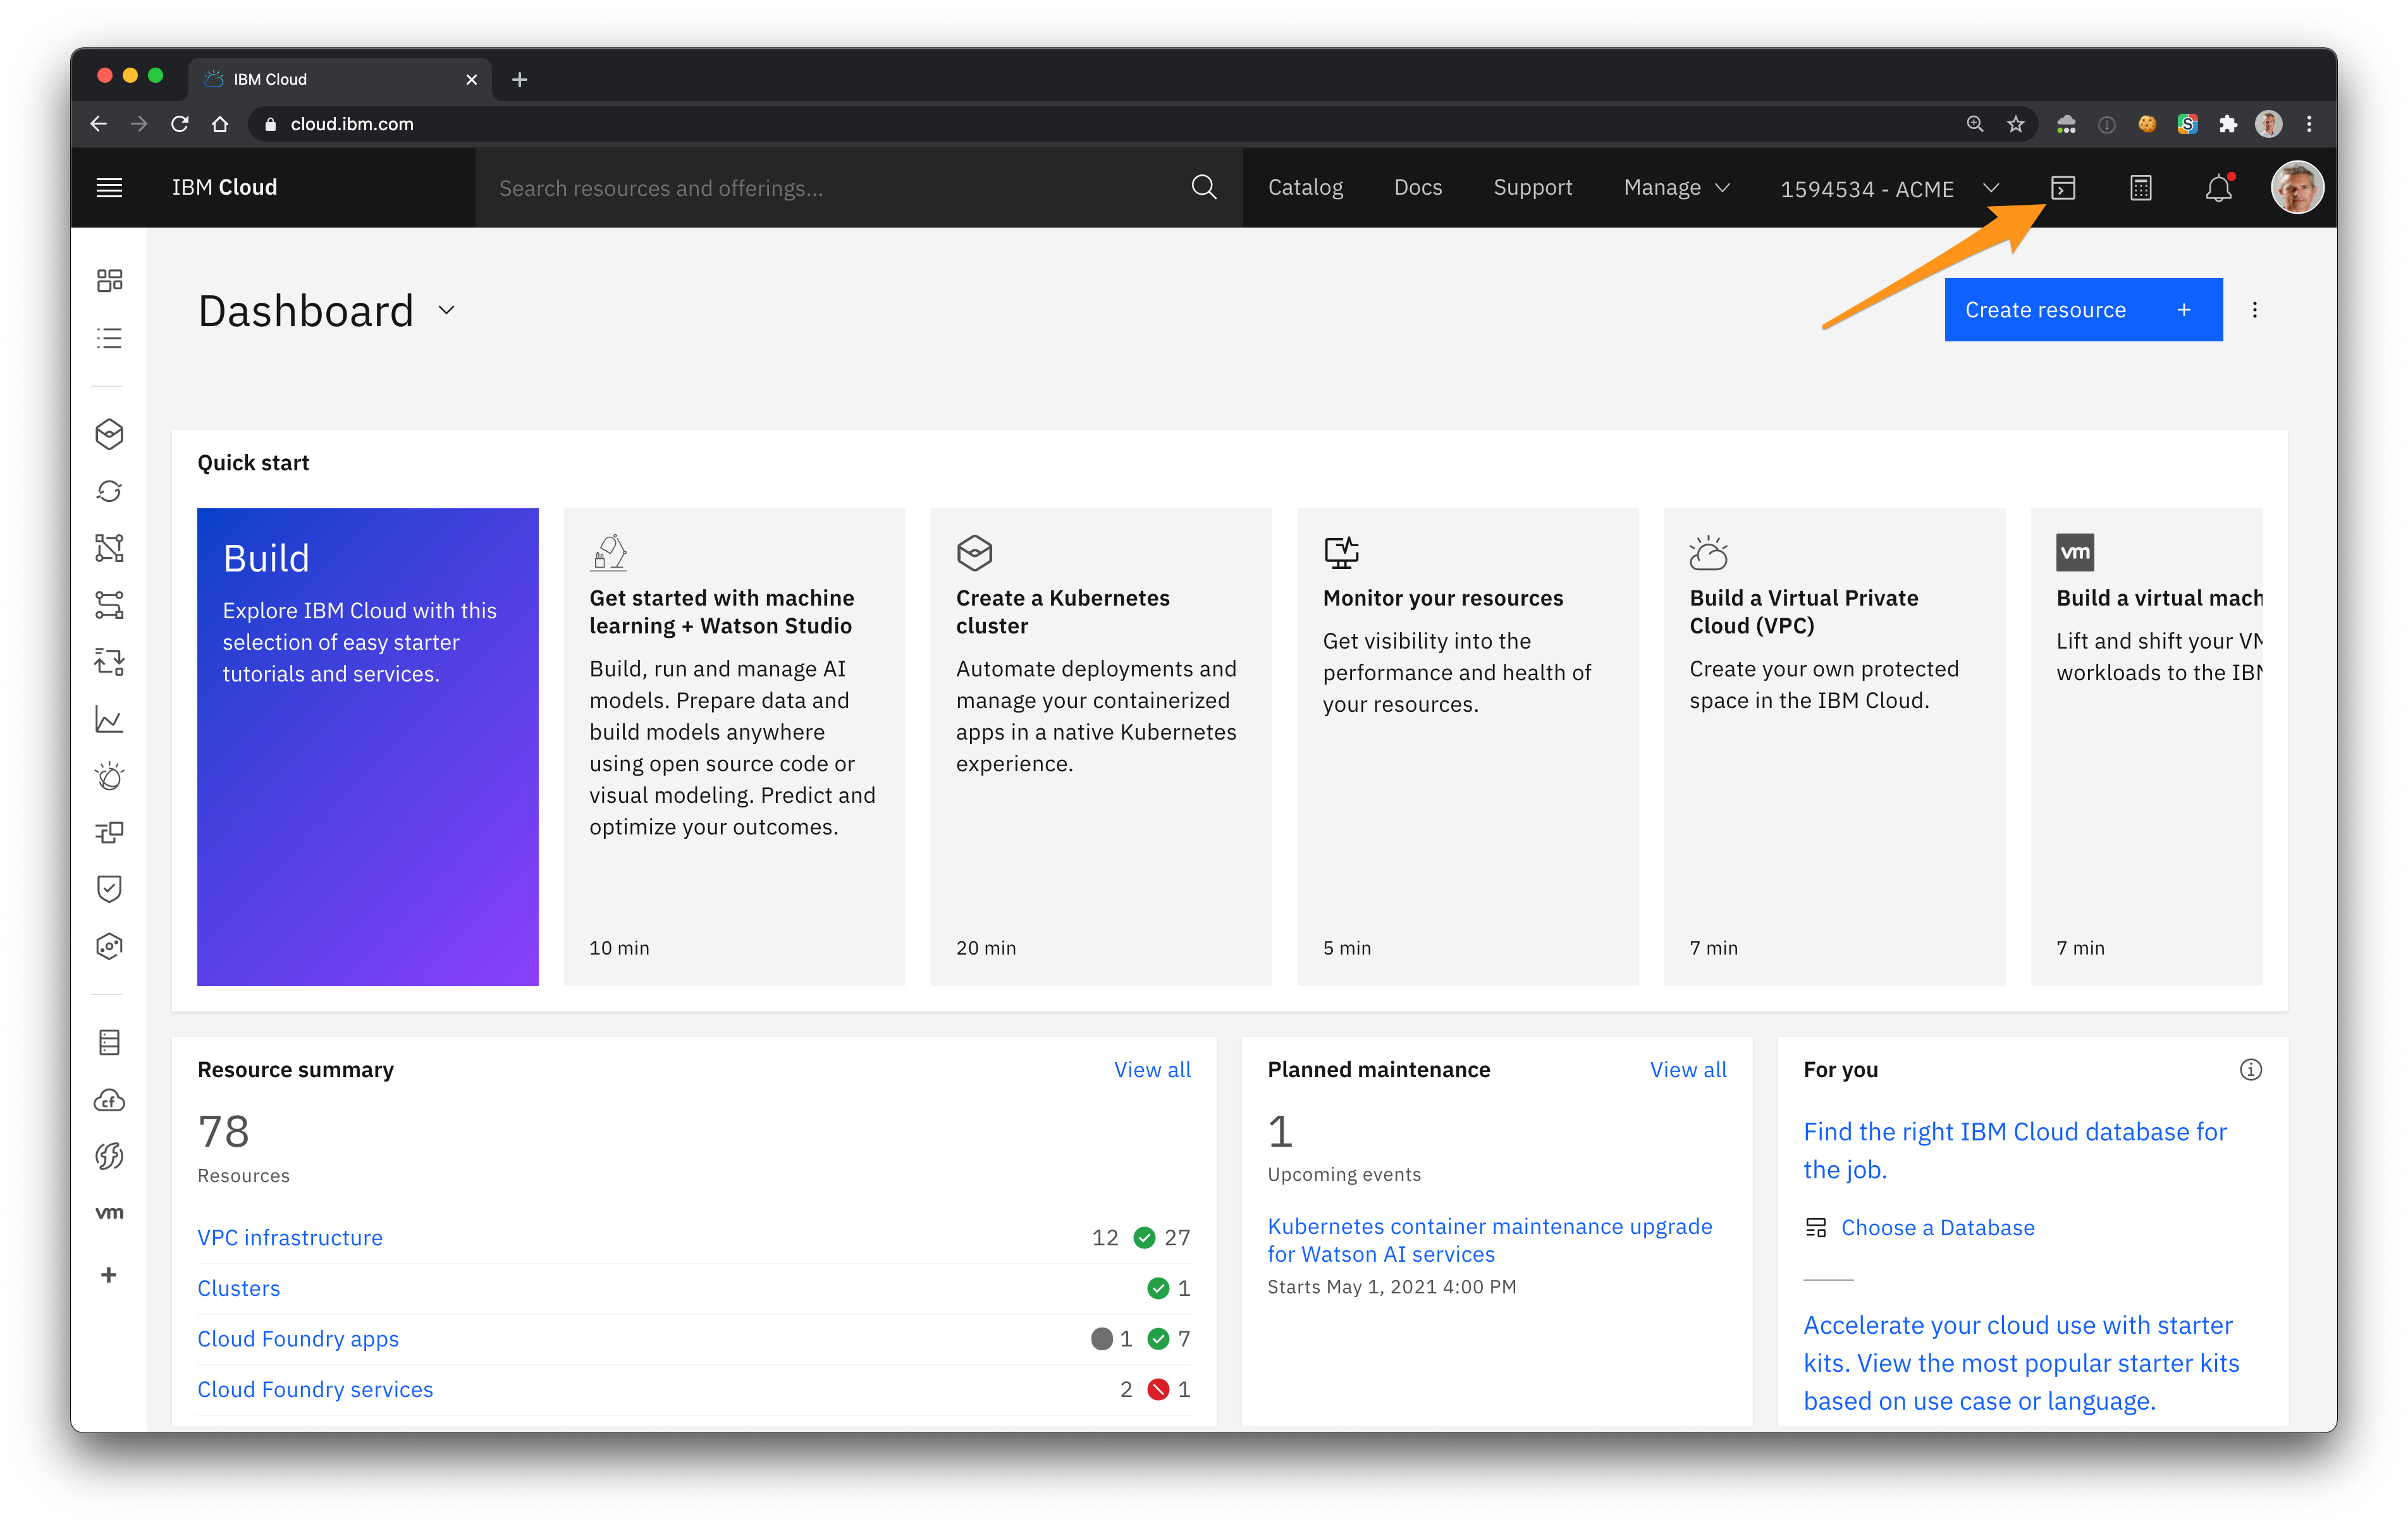 IBM Cloud
cloud.ibm.com
IBM Cloud
Search resources and offerings...
Catalog
Docs
Support
Manage
1594534 - ACME
Dashboard
Create resource +
Quick start
Build
Explore IBM Cloud with this
selection of easy starter
tutorials and services.
Get started with machine
learning + Watson Studio
Build, run and manage AI
models. Prepare data and
build models anywhere
using open source code or
visual modeling. Predict and
optimize your outcomes.
10 min
Create a Kubernetes
cluster
Automate deployments and
manage your containerized
apps in a native Kubernetes
experience.
20 min
Monitor your resources
Get visibility into the
performance and health of
your resources.
5 min
Build a Virtual Private
Cloud (VPC)
Create your own protected
space in the IBM Cloud.
7 min
vm
Build a virtual mach
Lift and shift your VM
workloads to the IBM
7 min
cf
vm
Resource summary
View all
78
Resources
VPC infrastructure 12 27
Clusters 1
Cloud Foundry apps 1 7
Cloud Foundry services 2 1
Planned maintenance
View all
1
Upcoming events
Kubernetes container maintenance upgrade
for Watson AI services
Starts May 1, 2021 4:00 PM
For you
Find the right IBM Cloud database for
the job.
Choose a Database
Accelerate your cloud use with starter
kits. View the most popular starter kits
based on use case or language.